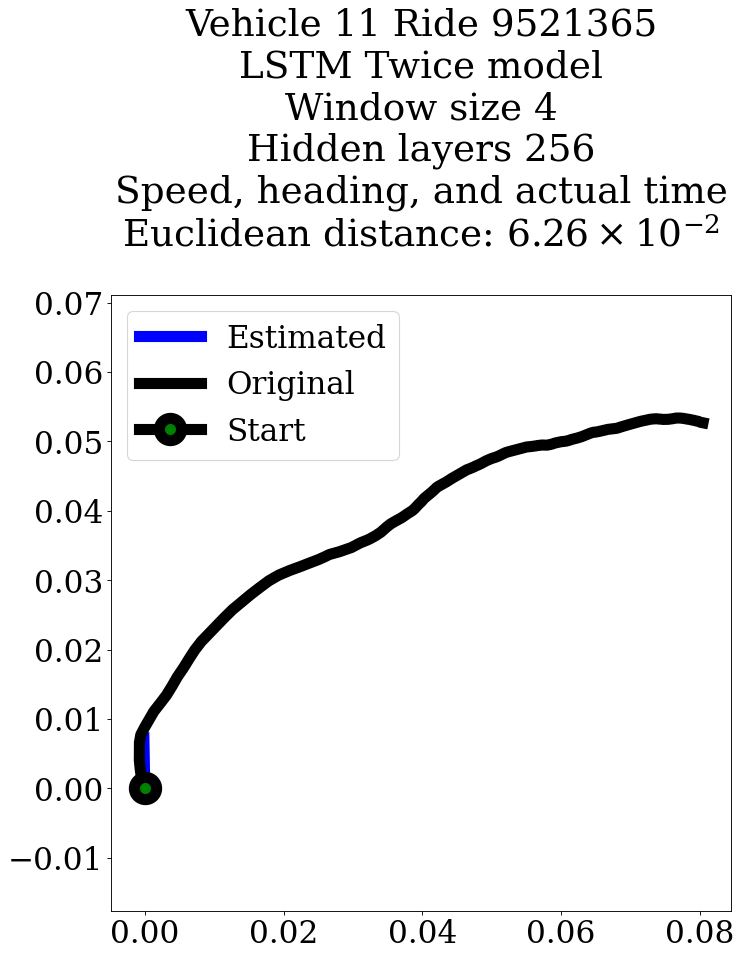 Vehicle 11 Ride 9521365
LSTM Twice model
Window size 4
Hidden layers 256
Speed, heading, and actual time
Euclidean distance: 6.26 × 10⁻²
0.07
0.06
0.05
0.04
0.03
0.02
0.01
0.00
−0.01
Estimated
Original
Start
0.00 0.02 0.04 0.06 0.08